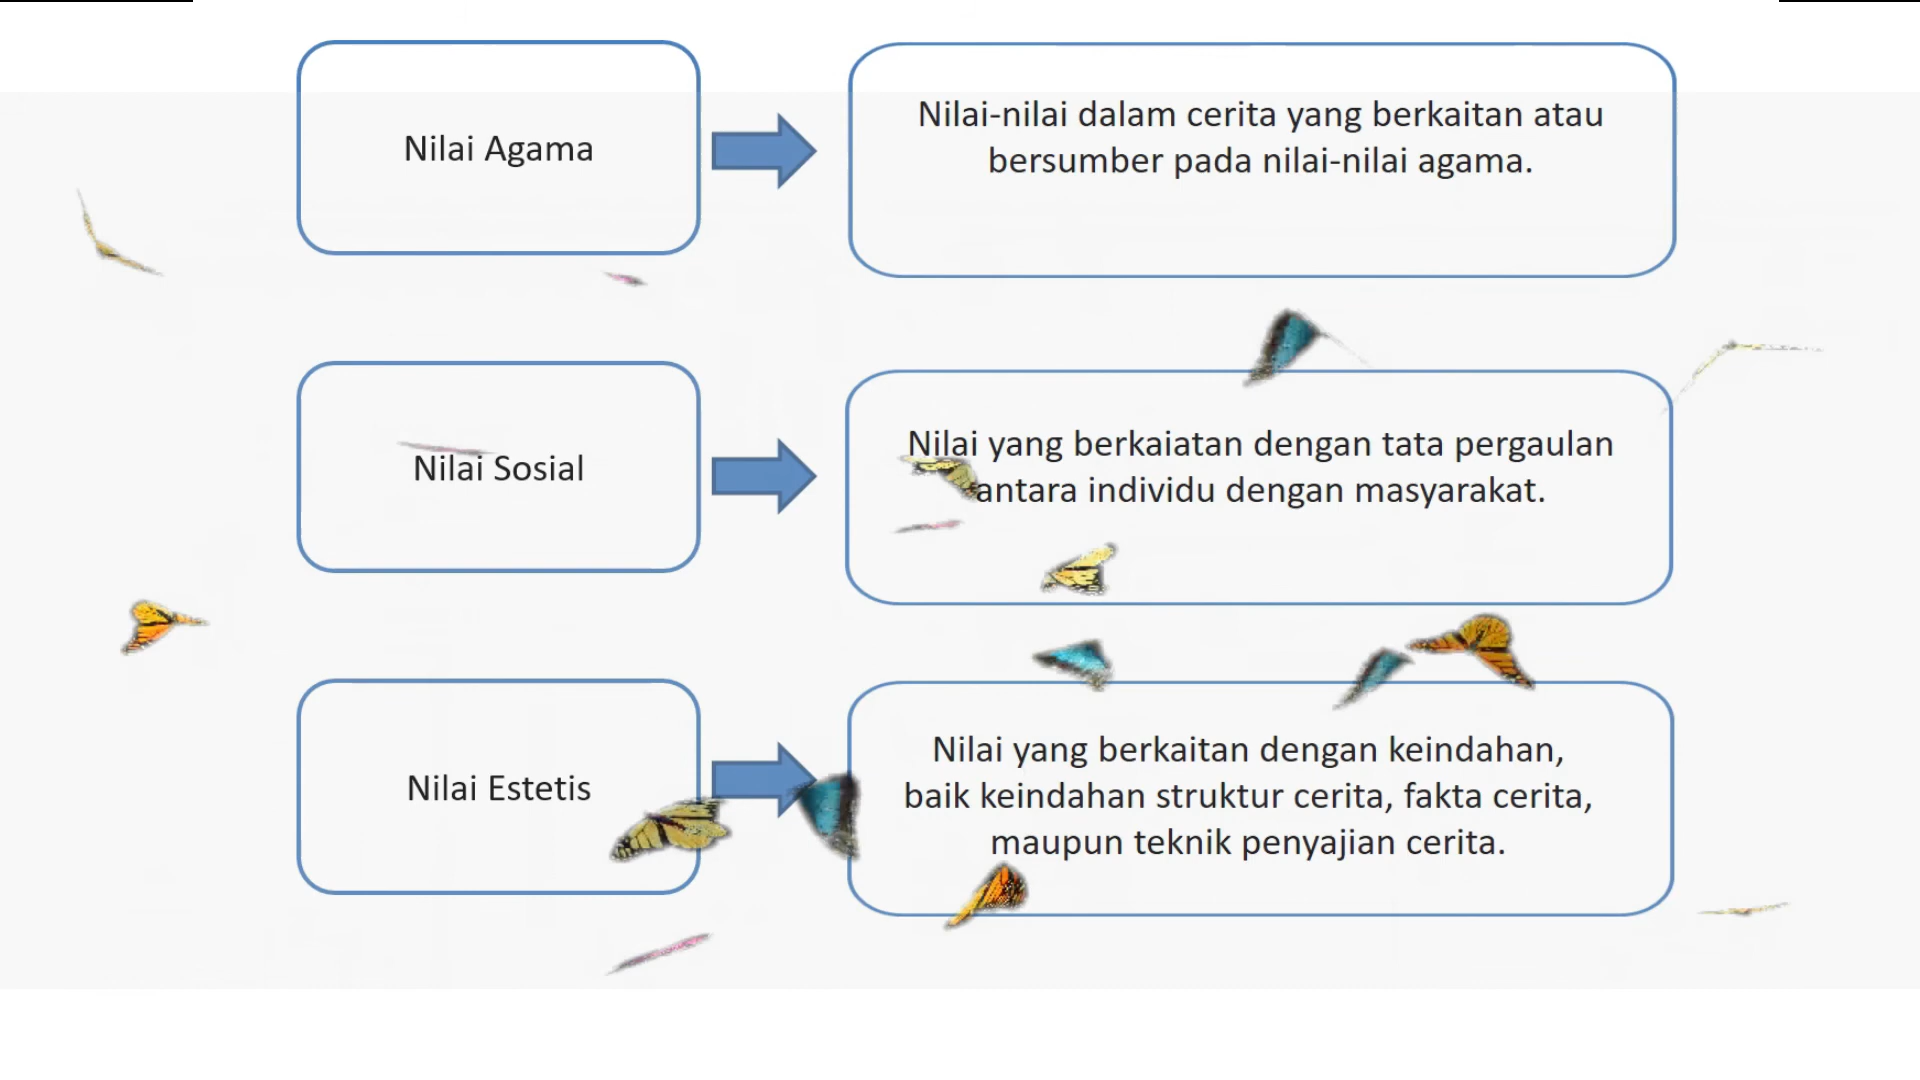 Nilai Agama
Nilai-nilai dalam cerita yang berkaitan atau
bersumber pada nilai-nilai agama.
Nilai Sosial
Nilai yang berkaiatan dengan tata pergaulan
antara individu dengan masyarakat.
Nilai Estetis
Nilai yang berkaitan dengan keindahan,
baik keindahan struktur cerita, fakta cerita,
maupun teknik penyajian cerita.